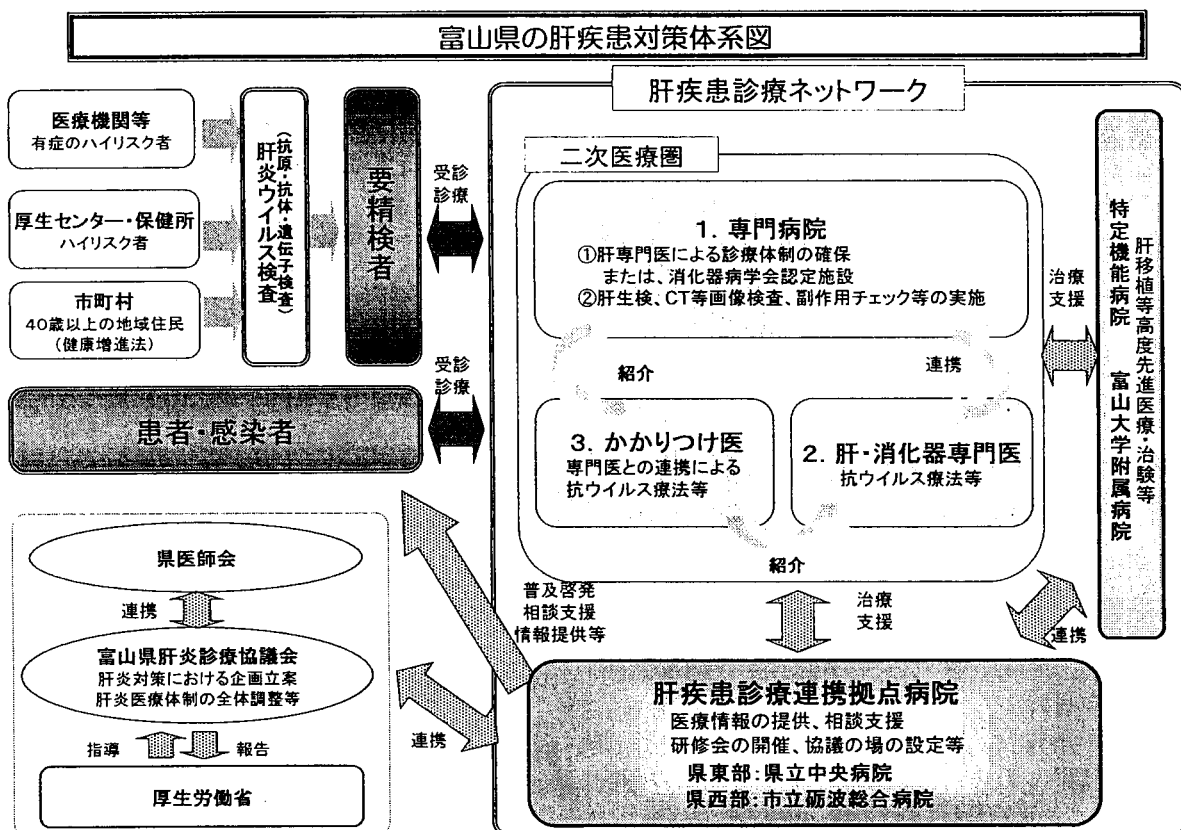 富山県の肝疾患対策体系図
医療機関等
有症のハイリスク者
厚生センター・保健所
ハイリスク者
市町村
40歳以上の地域住民
(健康増進法)
肝炎ウイルス検査
(抗原・抗体・遺伝子検査)
要精検者
受診
診療
患者・感染者
受診
診療
肝疾患診療ネットワーク
二次医療圏
1. 専門病院
①肝専門医による診療体制の確保
または、消化器病学会認定施設
②肝生検、CT等画像検査、副作用チェック等の実施
紹介
連携
3. かかりつけ医
専門医との連携による
抗ウイルス療法等
2. 肝・消化器専門医
抗ウイルス療法等
紹介
治療
支援
肝移植等高度先進医療・治験等
特定機能病院 富山大学附属病院
県医師会
連携
富山県肝炎診療協議会
肝炎対策における企画立案
肝炎医療体制の全体調整等
指導
報告
厚生労働省
普及啓発
相談支援
情報提供等
連携
治療
支援
連携
肝疾患診療連携拠点病院
医療情報の提供、相談支援
研修会の開催、協議の場の設定等
県東部:県立中央病院
県西部:市立砺波総合病院